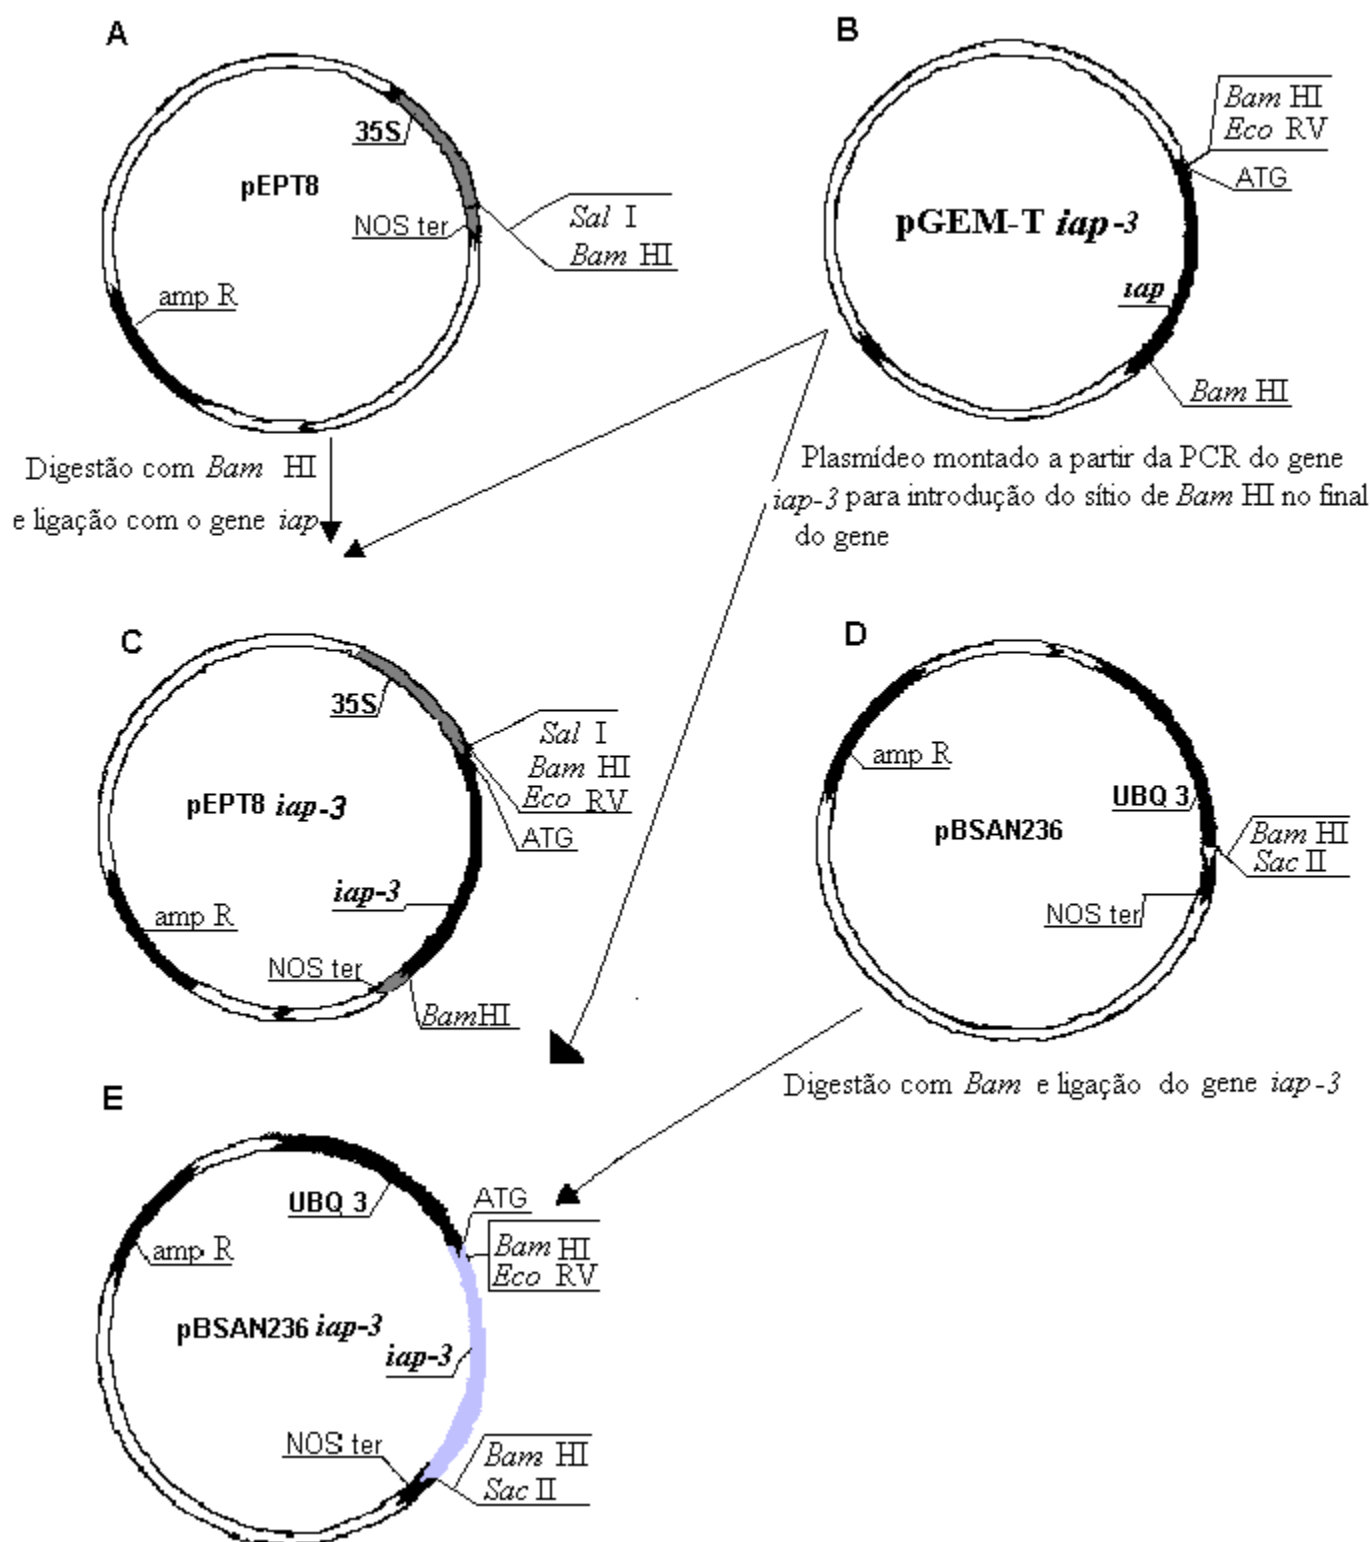 A
35S
pEPT8
NOS ter
Sal I
Bam HI
amp R
Digestão com Bam HI
e ligação com o gene iap
B
Bam HI
Eco RV
ATG
pGEM-T iap-3
iap
Bam HI
Plasmídeo montado a partir da PCR do gene
iap-3 para introdução do sítio de Bam HI no final
do gene
C
35S
Sal I
Bam HI
Eco RV
ATG
pEPT8 iap-3
iap-3
amp R
NOS ter
BamHI
D
amp R
UBQ 3
pBSAN236
Bam HI
Sac II
NOS ter
Digestão com Bam e ligação do gene iap-3
E
UBQ 3
ATG
Bam HI
Eco RV
amp R
pBSAN236 iap-3
iap-3
NOS ter
Bam HI
Sac II